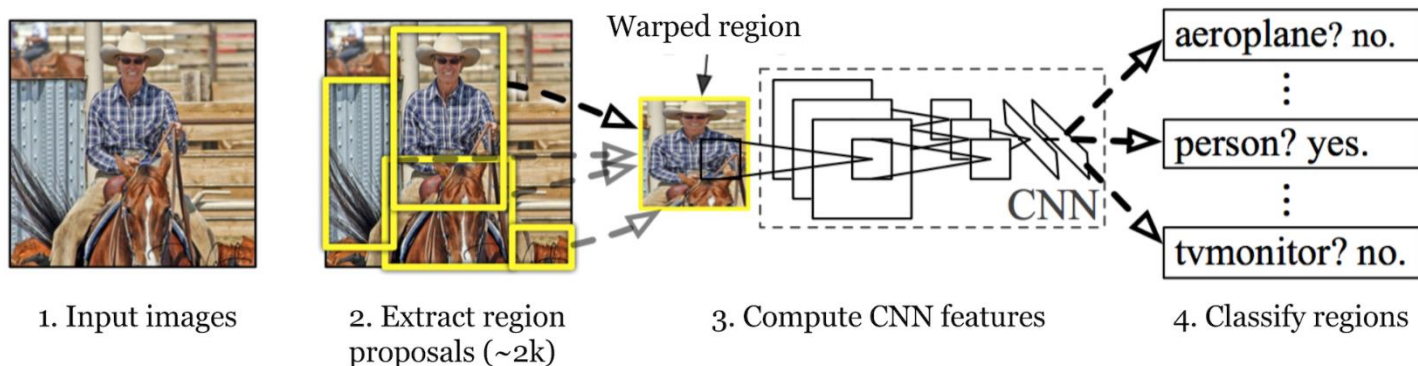 Warped region
aeroplane? no.
person? yes.
tvmonitor? no.
CNN
1. Input images
2. Extract region
proposals (~2k)
3. Compute CNN features
4. Classify regions